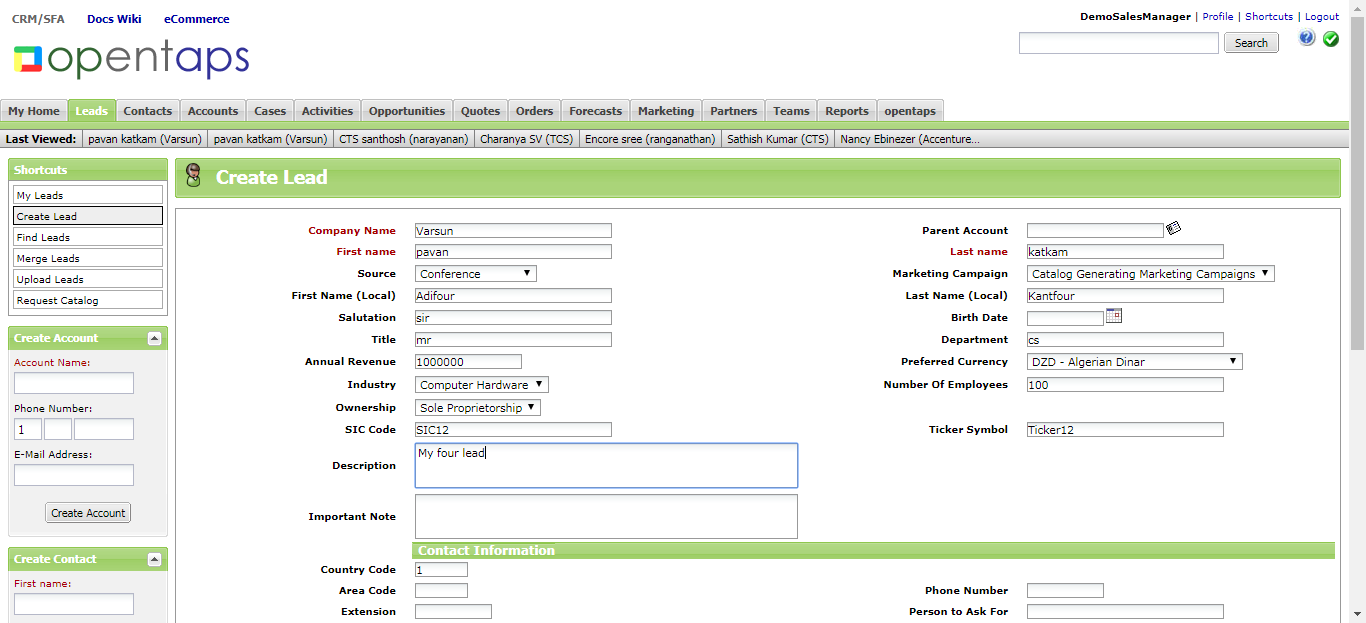 CRM/SFA Docs Wiki eCommerce
DemoSalesManager | Profile | Shortcuts | Logout
opentaps
Search
My Home Leads Contacts Accounts Cases Activities Opportunities Quotes Orders Forecasts Marketing Partners Teams Reports opentaps
Last Viewed: pavan katkam (Varsun) pavan katkam (Varsun) CTS santhosh (narayanan) Charanya SV (TCS) Encore sree (ranganathan) Sathish Kumar (CTS) Nancy Ebinezer (Accenture...
Shortcuts
My Leads
Create Lead
Find Leads
Merge Leads
Upload Leads
Request Catalog
Create Account
Account Name:
Phone Number:
1
E-Mail Address:
Create Account
Create Contact
First name:
Create Lead
Company Name Varsun Parent Account
First name pavan Last name katkam
Source Conference Marketing Campaign Catalog Generating Marketing Campaigns
First Name (Local) Adifour Last Name (Local) Kantfour
Salutation sir Birth Date
Title mr Department cs
Annual Revenue 1000000 Preferred Currency DZD - Algerian Dinar
Industry Computer Hardware Number Of Employees 100
Ownership Sole Proprietorship
SIC Code SIC12 Ticker Symbol Ticker12
Description My four lead
Important Note
Contact Information
Country Code 1
Area Code Phone Number
Extension Person to Ask For